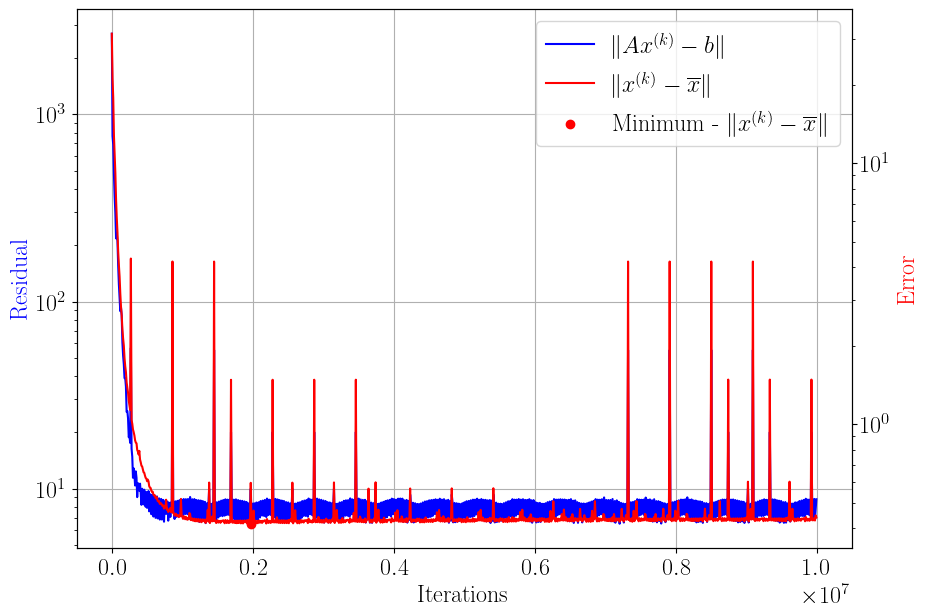 ‖Ax^(k) − b‖
‖x^(k) − x̅‖
Minimum - ‖x^(k) − x̅‖
10^3
10^2
10^1
Residual
10^1
10^0
Error
0.0 0.2 0.4 0.6 0.8 1.0
×10^7
Iterations